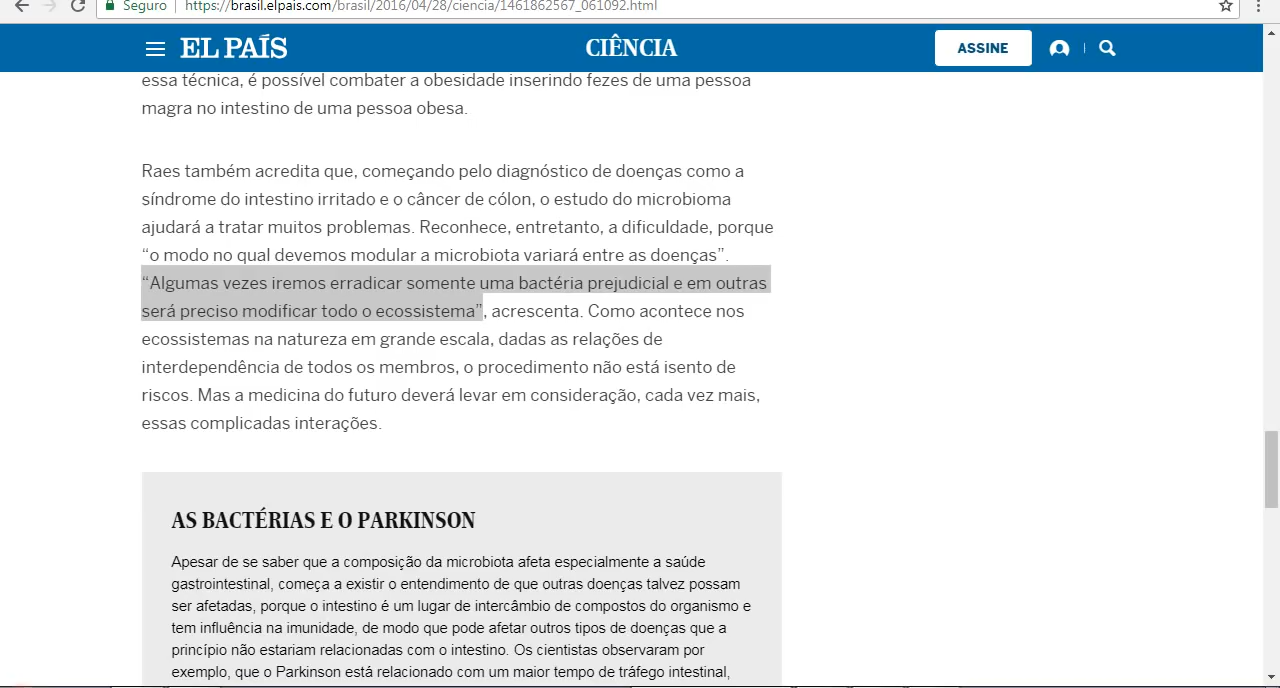 Seguro https://brasil.elpais.com/brasil/2016/04/28/ciencia/1461862567_061092.html
EL PAÍS CIÊNCIA ASSINE
essa técnica, é possível combater a obesidade inserindo fezes de uma pessoa
magra no intestino de uma pessoa obesa.
Raes também acredita que, começando pelo diagnóstico de doenças como a
síndrome do intestino irritado e o câncer de cólon, o estudo do microbioma
ajudará a tratar muitos problemas. Reconhece, entretanto, a dificuldade, porque
“o modo no qual devemos modular a microbiota variará entre as doenças”.
“Algumas vezes iremos erradicar somente uma bactéria prejudicial e em outras
será preciso modificar todo o ecossistema”, acrescenta. Como acontece nos
ecossistemas na natureza em grande escala, dadas as relações de
interdependência de todos os membros, o procedimento não está isento de
riscos. Mas a medicina do futuro deverá levar em consideração, cada vez mais,
essas complicadas interações.
AS BACTÉRIAS E O PARKINSON
Apesar de se saber que a composição da microbiota afeta especialmente a saúde
gastrointestinal, começa a existir o entendimento de que outras doenças talvez possam
ser afetadas, porque o intestino é um lugar de intercâmbio de compostos do organismo e
tem influência na imunidade, de modo que pode afetar outros tipos de doenças que a
princípio não estariam relacionadas com o intestino. Os cientistas observaram por
exemplo, que o Parkinson está relacionado com um maior tempo de tráfego intestinal,